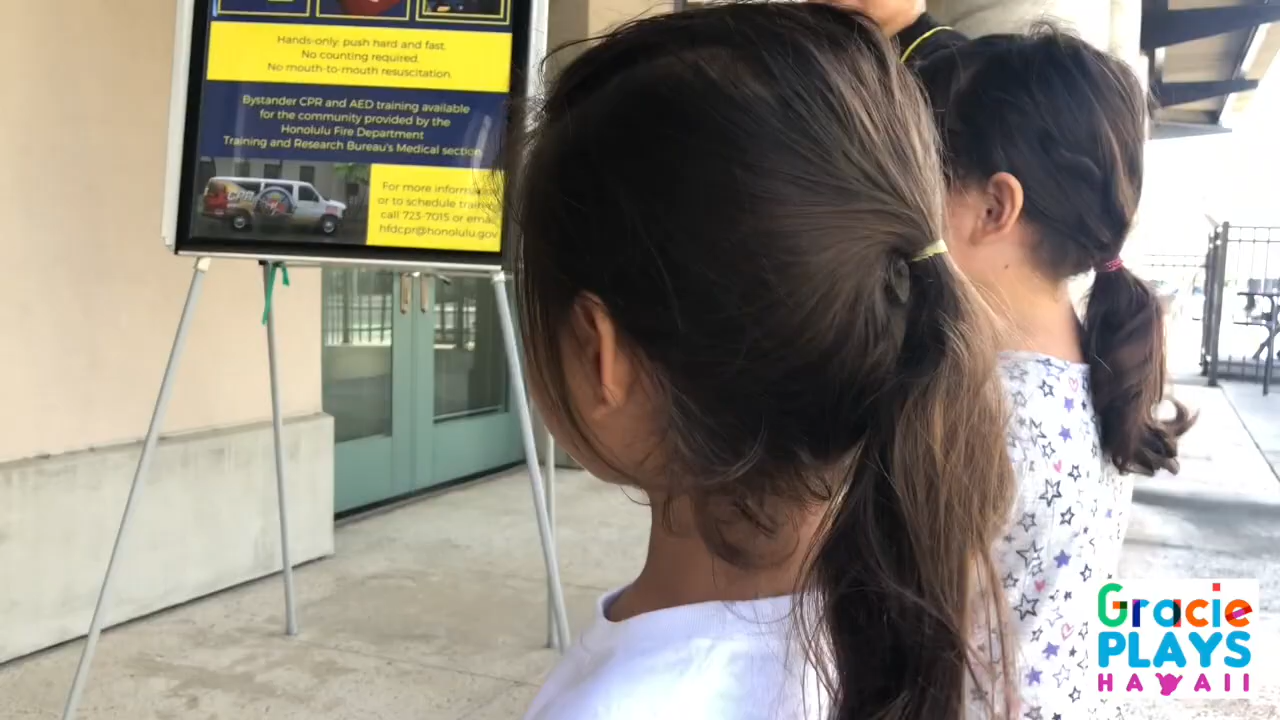 Hands-only: push hard and fast.
No counting required.
No mouth-to-mouth resuscitation.
Bystander CPR and AED training available
for the community provided by the
Honolulu Fire Department
Training and Research Bureau's Medical section
CPR
For more information
or to schedule
call 723-7015 or
hfdcpr@honolulu.gov
Gracie
PLAYS
HAWAII